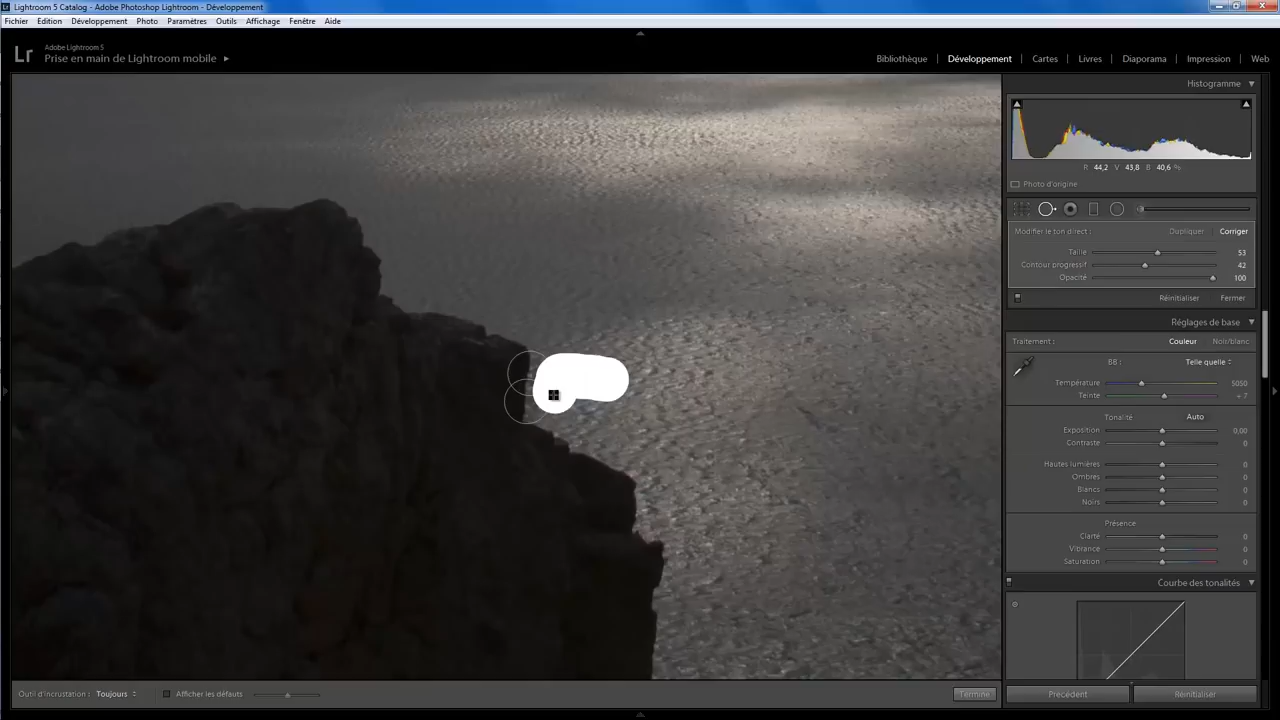 Lightroom 5 Catalog - Adobe Photoshop Lightroom - Développement
Fichier Edition Développement Photo Paramètres Outils Affichage Fenêtre Aide
Lr
Adobe Lightroom 5
Prise en main de Lightroom mobile
Bibliothèque | Développement | Cartes | Livres | Diaporama | Impression | Web
Histogramme
R 44,2 V 43,8 B 40,6 %
Photo d'origine
Modifier le ton direct : Dupliquer Corriger
Taille 53
Contour progressif 42
Opacité 100
Réinitialiser Fermer
Réglages de base
Traitement : Couleur Noir/blanc
BB : Telle quelle
Température 5050
Teinte + 7
Tonalité Auto
Exposition 0,00
Contraste 0
Hautes lumières 0
Ombres 0
Blancs 0
Noirs 0
Présence
Clarté 0
Vibrance 0
Saturation 0
Courbe des tonalités
Outil d'incrustation : Toujours Afficher les défauts Terminé
Précédent Réinitialiser